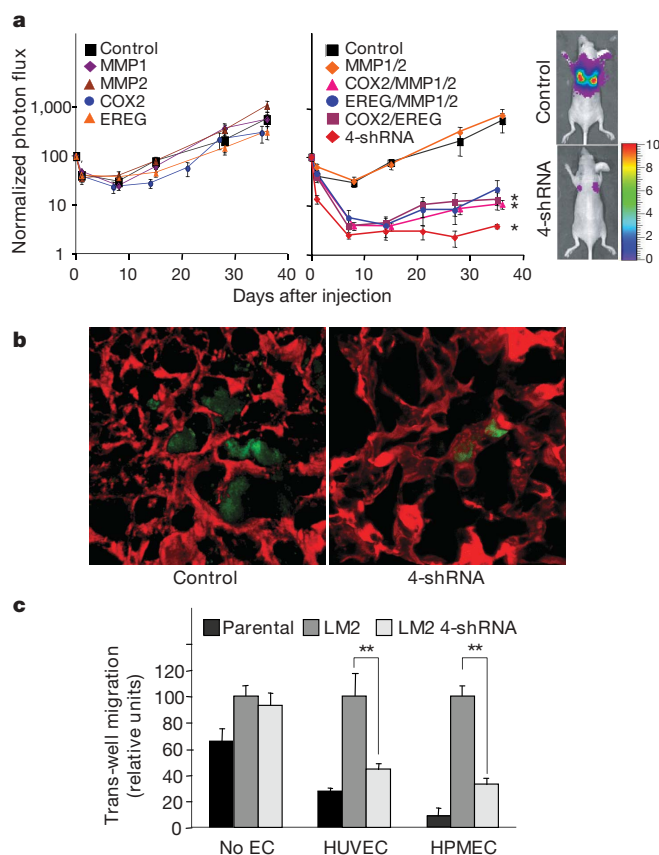 a
Normalized photon flux
1,000
100
10
1
0 10 20 30 40
Control
MMP1
MMP2
COX2
EREG
0 10 20 30 40
Control
MMP1/2
COX2/MMP1/2
EREG/MMP1/2
COX2/EREG
4-shRNA
*
*
*
Days after injection
Control
4-shRNA
10
8
6
4
2
0
b
Control
4-shRNA
c
Parental LM2 LM2 4-shRNA
Trans-well migration
(relative units)
120
100
80
60
40
20
0
**
**
No EC HUVEC HPMEC